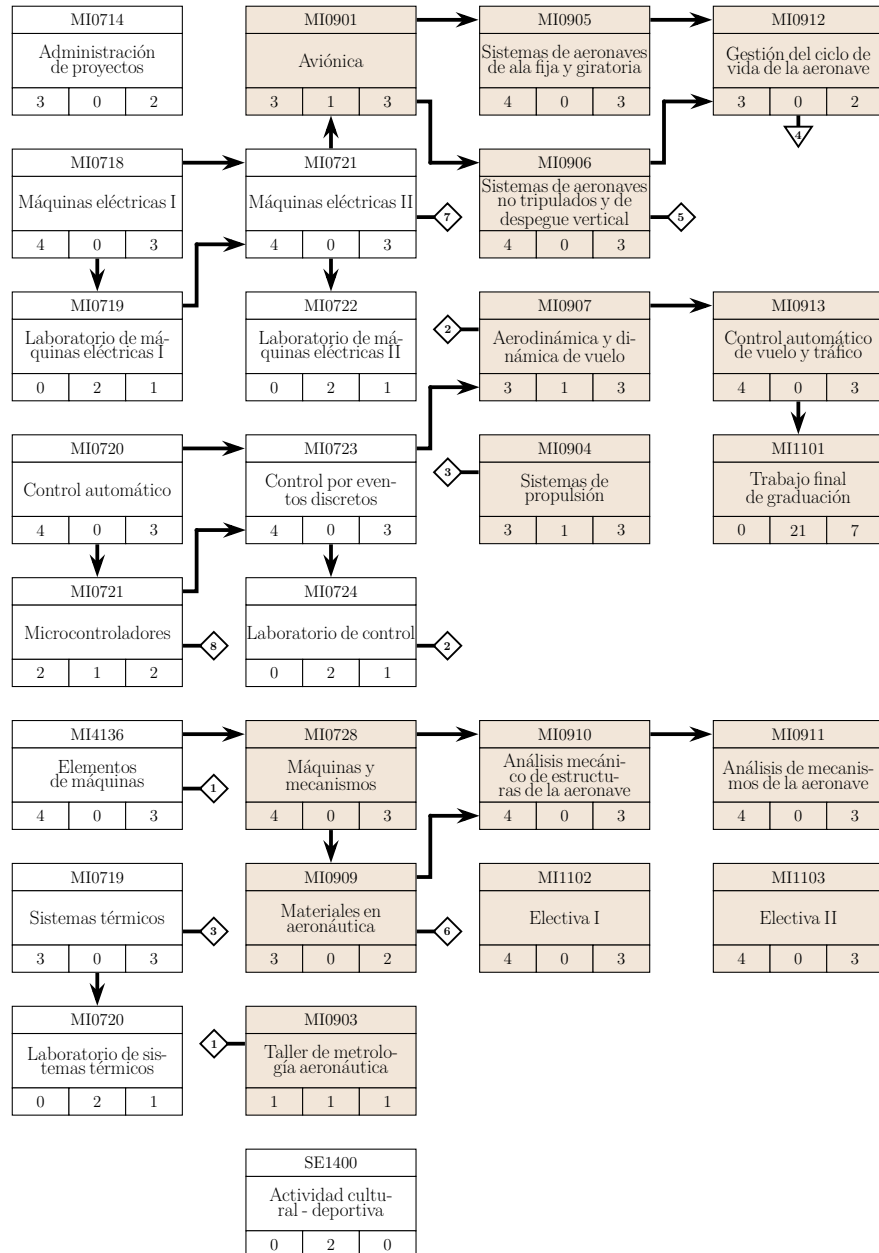 MI0714
Administración
de proyectos
3 0 2
MI0901
Aviónica
3 1 3
MI0905
Sistemas de aeronaves
de ala fija y giratoria
4 0 3
MI0912
Gestión del ciclo de
vida de la aeronave
3 0 2
4
MI0718
Máquinas eléctricas I
4 0 3
MI0721
Máquinas eléctricas II
4 0 3
7
MI0906
Sistemas de aeronaves
no tripulados y de
despegue vertical
4 0 3
5
MI0719
Laboratorio de má-
quinas eléctricas I
0 2 1
MI0722
Laboratorio de má-
quinas eléctricas II
0 2 1
2
MI0907
Aerodinámica y di-
námica de vuelo
3 1 3
MI0913
Control automático
de vuelo y tráfico
4 0 3
MI0720
Control automático
4 0 3
MI0723
Control por even-
tos discretos
4 0 3
3
MI0904
Sistemas de
propulsión
3 1 3
MI1101
Trabajo final
de graduación
0 21 7
MI0721
Microcontroladores
2 1 2
8
MI0724
Laboratorio de control
0 2 1
2
MI4136
Elementos
de máquinas
4 0 3
1
MI0728
Máquinas y
mecanismos
4 0 3
MI0910
Análisis mecáni-
co de estructu-
ras de la aeronave
4 0 3
MI0911
Análisis de mecanis-
mos de la aeronave
4 0 3
MI0719
Sistemas térmicos
3 0 3
3
MI0909
Materiales en
aeronáutica
3 0 2
6
MI1102
Electiva I
4 0 3
MI1103
Electiva II
4 0 3
MI0720
Laboratorio de sis-
temas térmicos
0 2 1
1
MI0903
Taller de metrolo-
gía aeronáutica
1 1 1
SE1400
Actividad cultu-
ral - deportiva
0 2 0